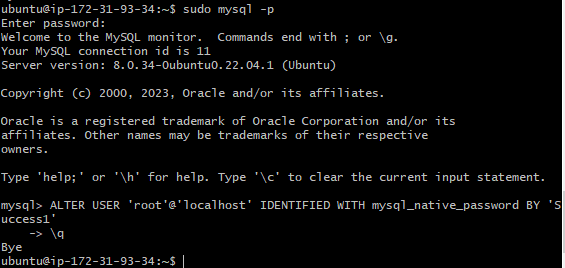 ubuntu@ip-172-31-93-34:~$ sudo mysql -p
Enter password:
Welcome to the MySQL monitor.  Commands end with ; or \g.
Your MySQL connection id is 11
Server version: 8.0.34-0ubuntu0.22.04.1 (Ubuntu)
Copyright (c) 2000, 2023, Oracle and/or its affiliates.
Oracle is a registered trademark of Oracle Corporation and/or its
affiliates. Other names may be trademarks of their respective
owners.
Type 'help;' or '\h' for help. Type '\c' to clear the current input statement.
mysql> ALTER USER 'root'@'localhost' IDENTIFIED WITH mysql_native_password BY 'S
uccess1'
    -> \q
Bye
ubuntu@ip-172-31-93-34:~$